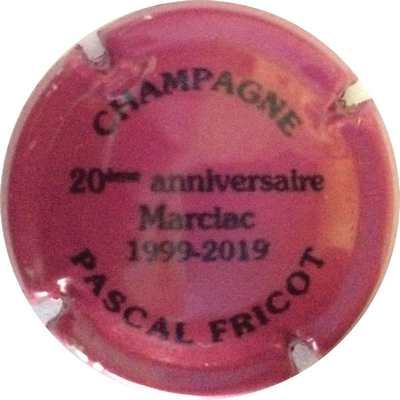 CHAMPAGNE
20ème anniversaire
Marciac
1999-2019
PASCAL FRICOT